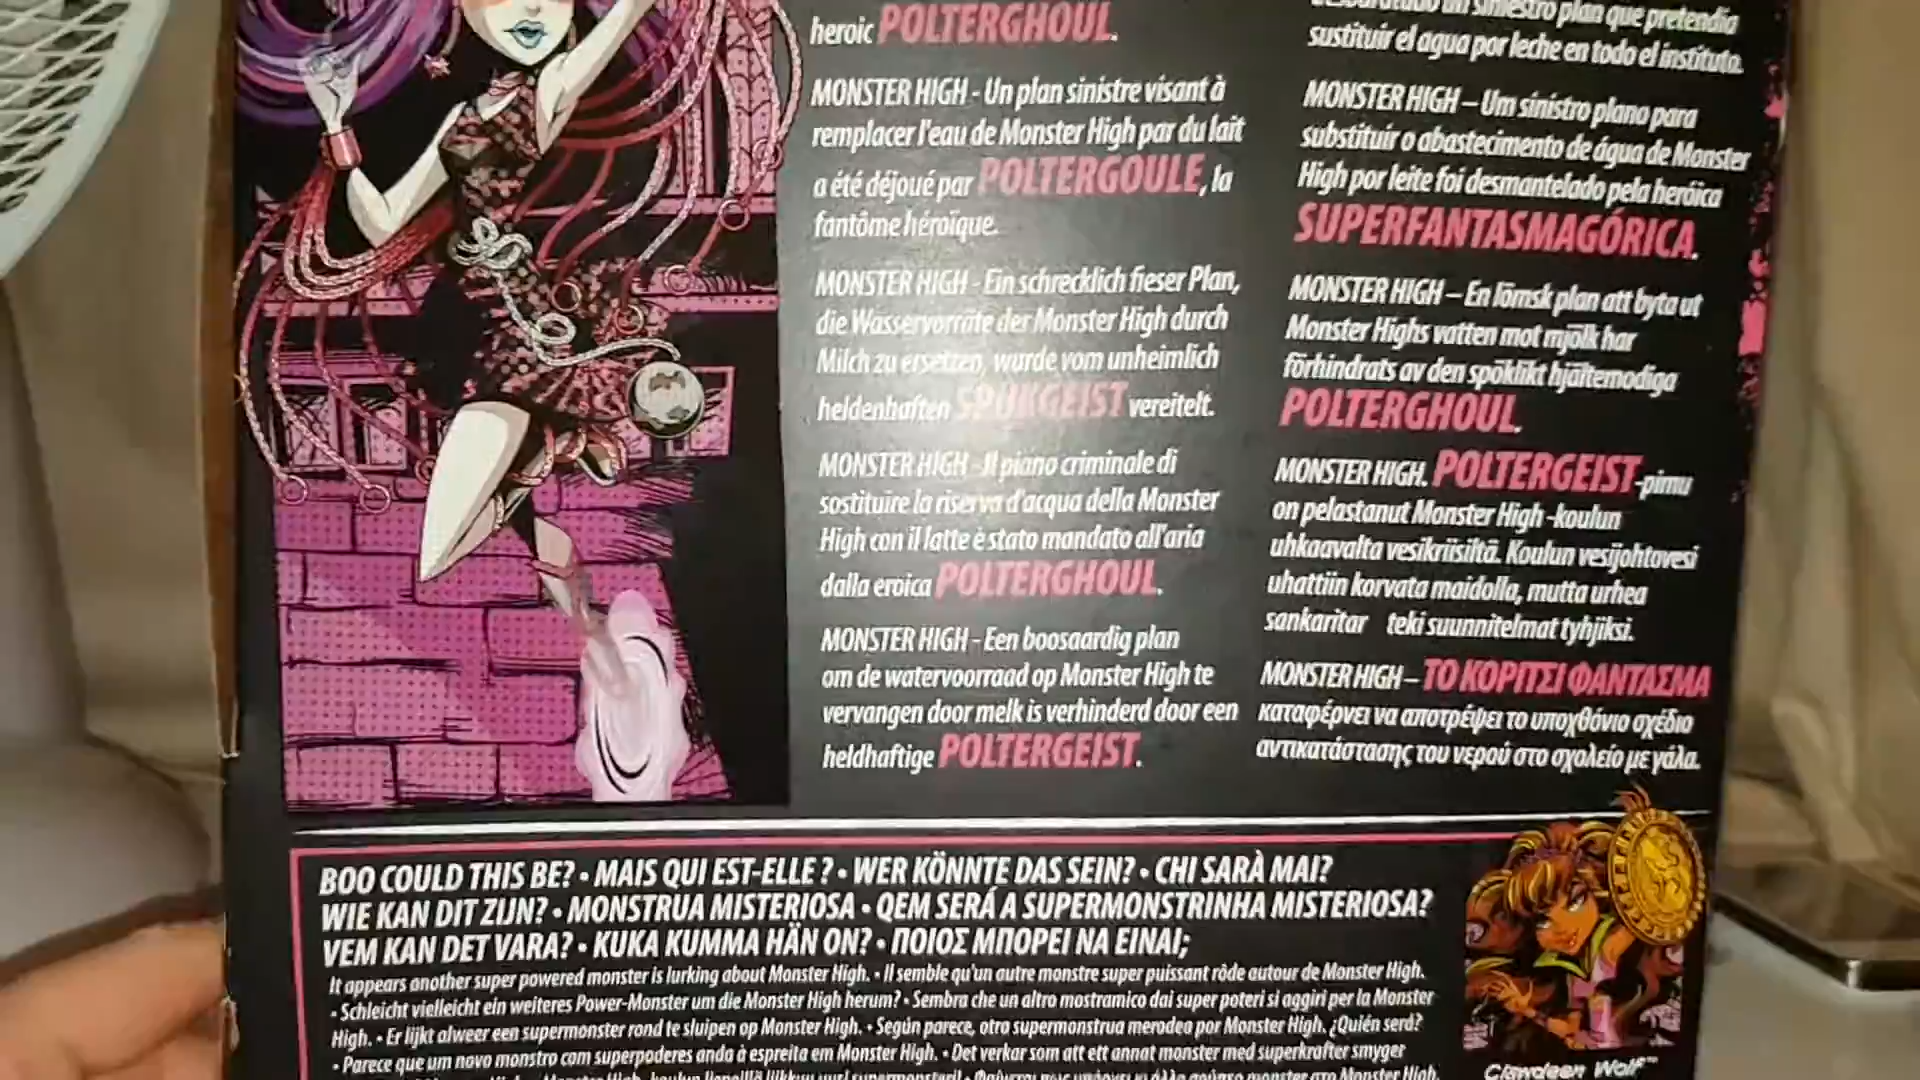 heroic POLTERGHOUL.
MONSTER HIGH - Un plan sinistre visant à
remplacer l'eau de Monster High par du lait
a été déjoué par POLTERGOULE, la
fantôme héroïque.
MONSTER HIGH - Ein schrecklich fieser Plan,
die Wasservorräte der Monster High durch
Milch zu ersetzen, wurde vom unheimlich
heldenhaften SPUKGEIST vereitelt.
MONSTER HIGH - Il piano criminale di
sostituire la riserva d'acqua della Monster
High con il latte è stato mandato all'aria
dalla eroica POLTERGHOUL.
MONSTER HIGH - Een boosaardig plan
om de watervoorraad op Monster High te
vervangen door melk is verhinderd door een
heldhaftige POLTERGEIST.
un siniestro plan que pretendía
sustituir el agua por leche en todo el instituto.
MONSTER HIGH – Um sinistro plano para
substituir o abastecimento de água de Monster
High por leite foi desmantelado pela heróica
SUPERFANTASMAGÓRICA.
MONSTER HIGH – En lömsk plan att byta ut
Monster Highs vatten mot mjölk har
förhindrats av den spöklikt hjältemodiga
POLTERGHOUL.
MONSTER HIGH. POLTERGEIST-pimu
on pelastanut Monster High -koulun
uhkaavalta vesikriisiltä. Koulun vesijohtovesi
uhattiin korvata maidolla, mutta urhea
sankaritar teki suunnitelmat tyhjiksi.
MONSTER HIGH – ΤΟ ΚΟΡΙΤΣΙ ΦΑΝΤΑΣΜΑ
καταφέρνει να αποτρέψει το υποχθόνιο σχέδιο
αντικατάστασης του νερού στο σχολείο με γάλα.
BOO COULD THIS BE? • MAIS QUI EST-ELLE ? • WER KÖNNTE DAS SEIN? • CHI SARÀ MAI?
WIE KAN DIT ZIJN? • MONSTRUA MISTERIOSA • QEM SERÁ A SUPERMONSTRINHA MISTERIOSA?
VEM KAN DET VARA? • KUKA KUMMA HÄN ON? • ΠΟΙΟΣ ΜΠΟΡΕΙ ΝΑ ΕΙΝΑΙ;
It appears another super powered monster is lurking about Monster High. • Il semble qu'un autre monstre super puissant rôde autour de Monster High.
• Schleicht vielleicht ein weiteres Power-Monster um die Monster High herum? • Sembra che un altro mostramico dai super poteri si aggiri per la Monster
High. • Er lijkt alweer een supermonster rond te sluipen op Monster High. • Según parece, otra supermonstrua merodea por Monster High. ¿Quién será?
• Parece que um novo monstro com superpoderes anda à espreita em Monster High. • Det verkar som att ett annat monster med superkrafter smyger
Clawdeen Wolf™